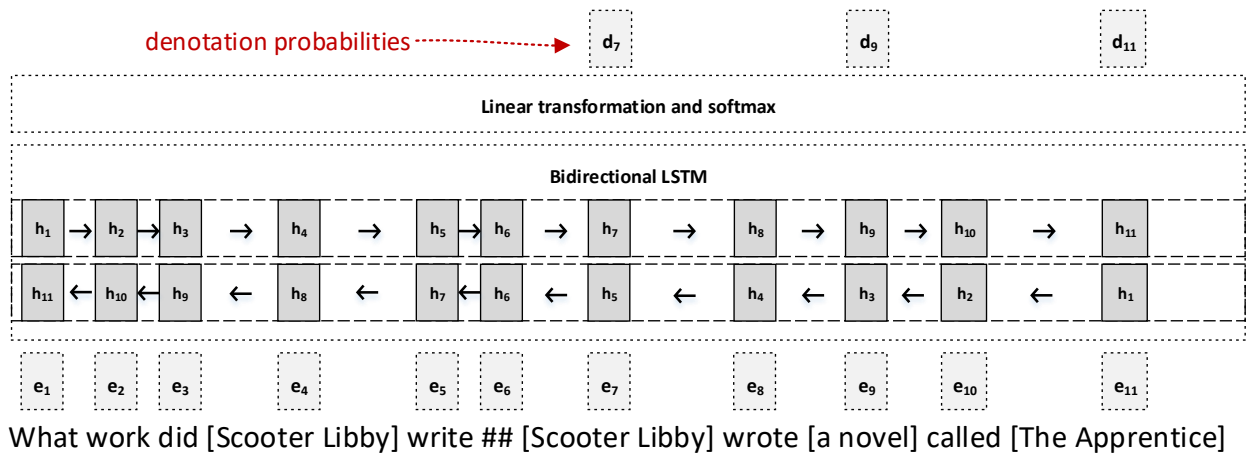 denotation probabilities d₇ d₉ d₁₁
Linear transformation and softmax
Bidirectional LSTM
h₁ h₂ h₃ h₄ h₅ h₆ h₇ h₈ h₉ h₁₀ h₁₁
h₁₁ h₁₀ h₉ h₈ h₇ h₆ h₅ h₄ h₃ h₂ h₁
e₁ e₂ e₃ e₄ e₅ e₆ e₇ e₈ e₉ e₁₀ e₁₁
What work did [Scooter Libby] write ## [Scooter Libby] wrote [a novel] called [The Apprentice]